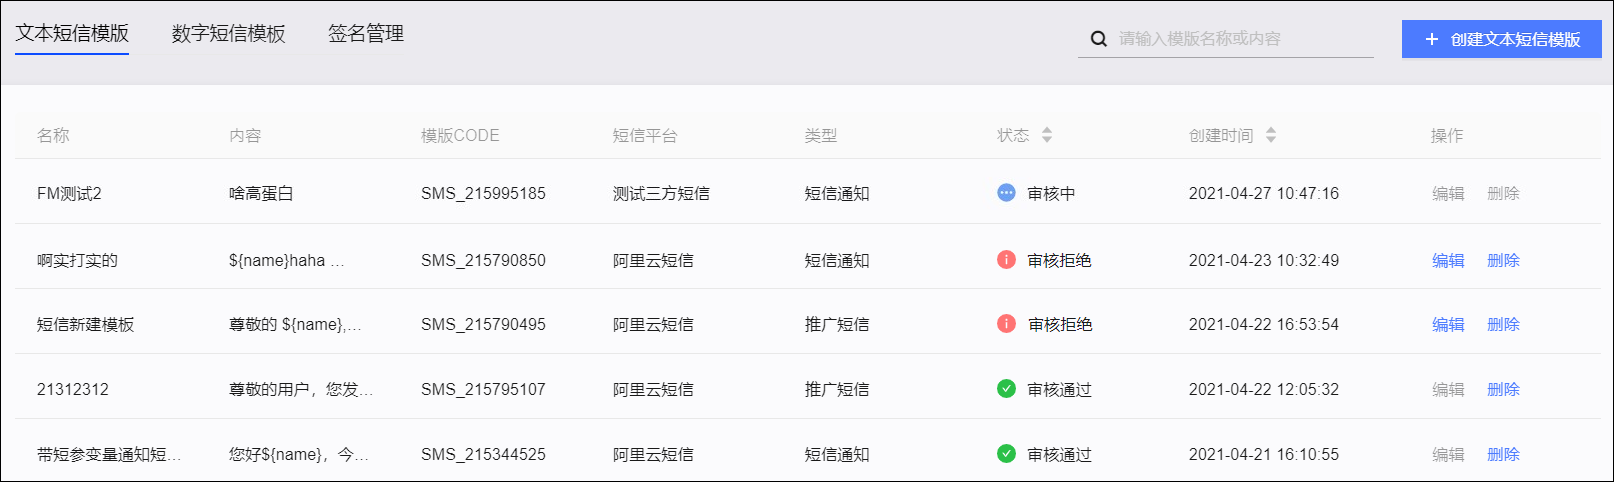 文本短信模版 数字短信模板 签名管理 请输入模版名称或内容 + 创建文本短信模版
名称 内容 模版CODE 短信平台 类型 状态 创建时间 操作
FM测试2 啥高蛋白 SMS_215995185 测试三方短信 短信通知 审核中 2021-04-27 10:47:16 编辑 删除
啊实打实的 ${name}haha ... SMS_215790850 阿里云短信 短信通知 审核拒绝 2021-04-23 10:32:49 编辑 删除
短信新建模板 尊敬的 ${name},... SMS_215790495 阿里云短信 推广短信 审核拒绝 2021-04-22 16:53:54 编辑 删除
21312312 尊敬的用户，您发... SMS_215795107 阿里云短信 推广短信 审核通过 2021-04-22 12:05:32 编辑 删除
带短参变量通知短... 您好${name}，今... SMS_215344525 阿里云短信 短信通知 审核通过 2021-04-21 16:10:55 编辑 删除